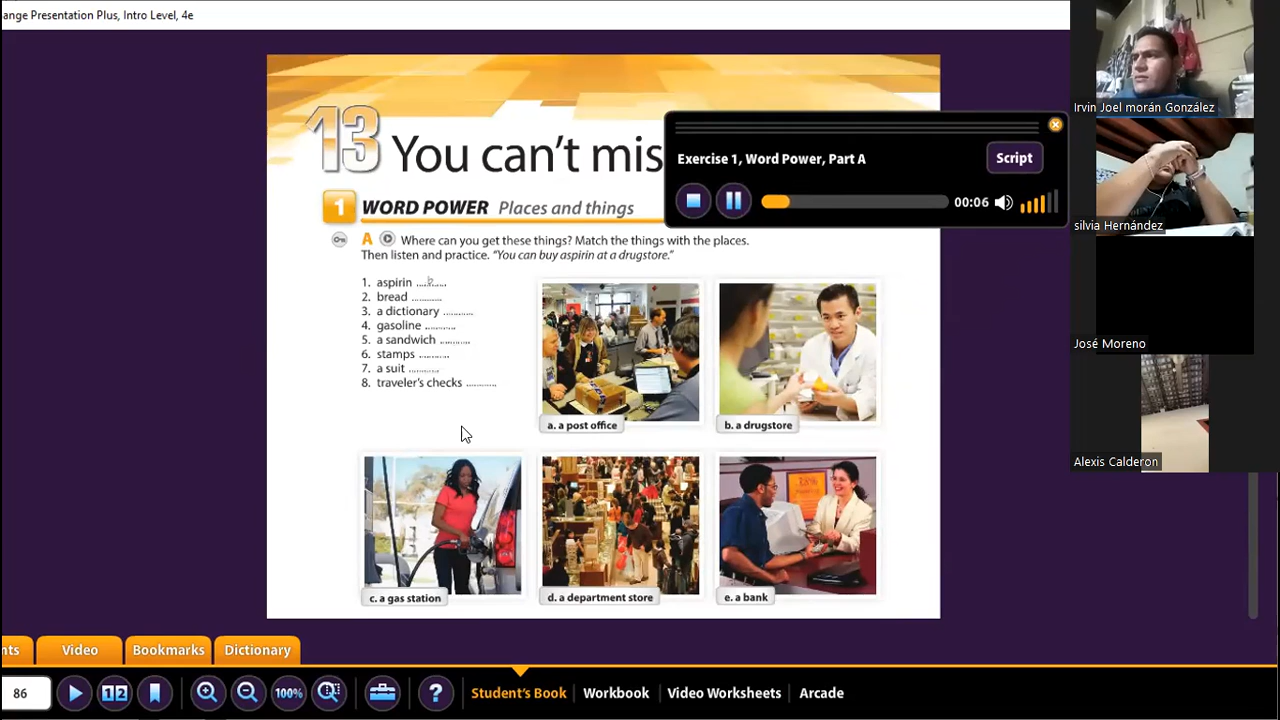 ange Presentation Plus, Intro Level, 4e
Irvin Joel morán González
13 You can't mis
Exercise 1, Word Power, Part A
Script
00:06
1 WORD POWER Places and things
silvia Hernández
A Where can you get these things? Match the things with the places.
Then listen and practice. "You can buy aspirin at a drugstore."
1. aspirin ....b....
2. bread ..........
3. a dictionary ..........
4. gasoline ..........
5. a sandwich ..........
6. stamps ..........
7. a suit ..........
8. traveler's checks ..........
José Moreno
a. a post office
b. a drugstore
Alexis Calderon
c. a gas station
d. a department store
e. a bank
nts
Video
Bookmarks
Dictionary
86
1 2
100%
?
Student's Book
Workbook
Video Worksheets
Arcade